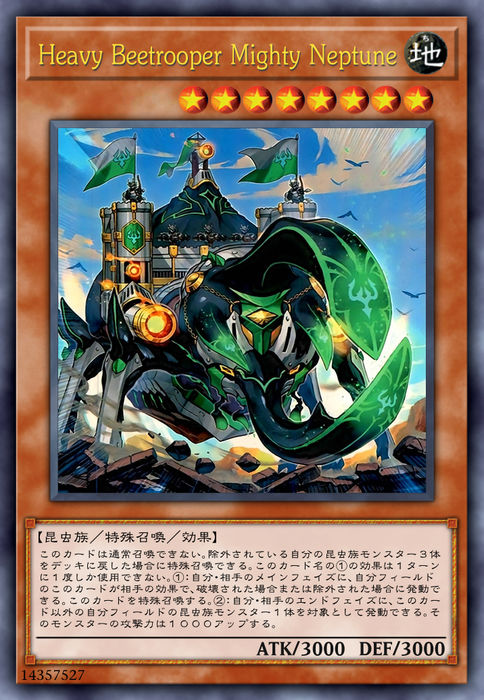 Heavy Beetrooper Mighty Neptune
ち
地
【昆虫族／特殊召喚／効果】
このカードは通常召喚できない。除外されている自分の昆虫族モンスター３体
をデッキに戻した場合に特殊召喚できる。このカード名の①の効果は１ターン
に１度しか使用できない。①：自分・相手のメインフェイズに、自分フィールド
のこのカードが相手の効果で、破壊された場合または除外された場合に発動で
きる。このカードを特殊召喚する。②：自分・相手のエンドフェイズに、このカー
ド以外の自分フィールドの昆虫族モンスター１体を対象として発動できる。そ
のモンスターの攻撃力は１０００アップする。
ATK/3000 DEF/3000
14357527